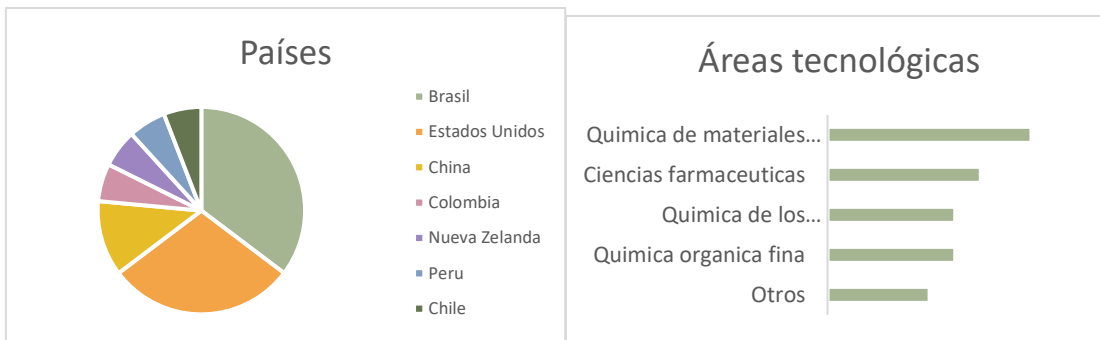 Países
Brasil
Estados Unidos
China
Colombia
Nueva Zelanda
Peru
Chile
Áreas tecnológicas
Quimica de materiales...
Ciencias farmaceuticas
Quimica de los...
Quimica organica fina
Otros